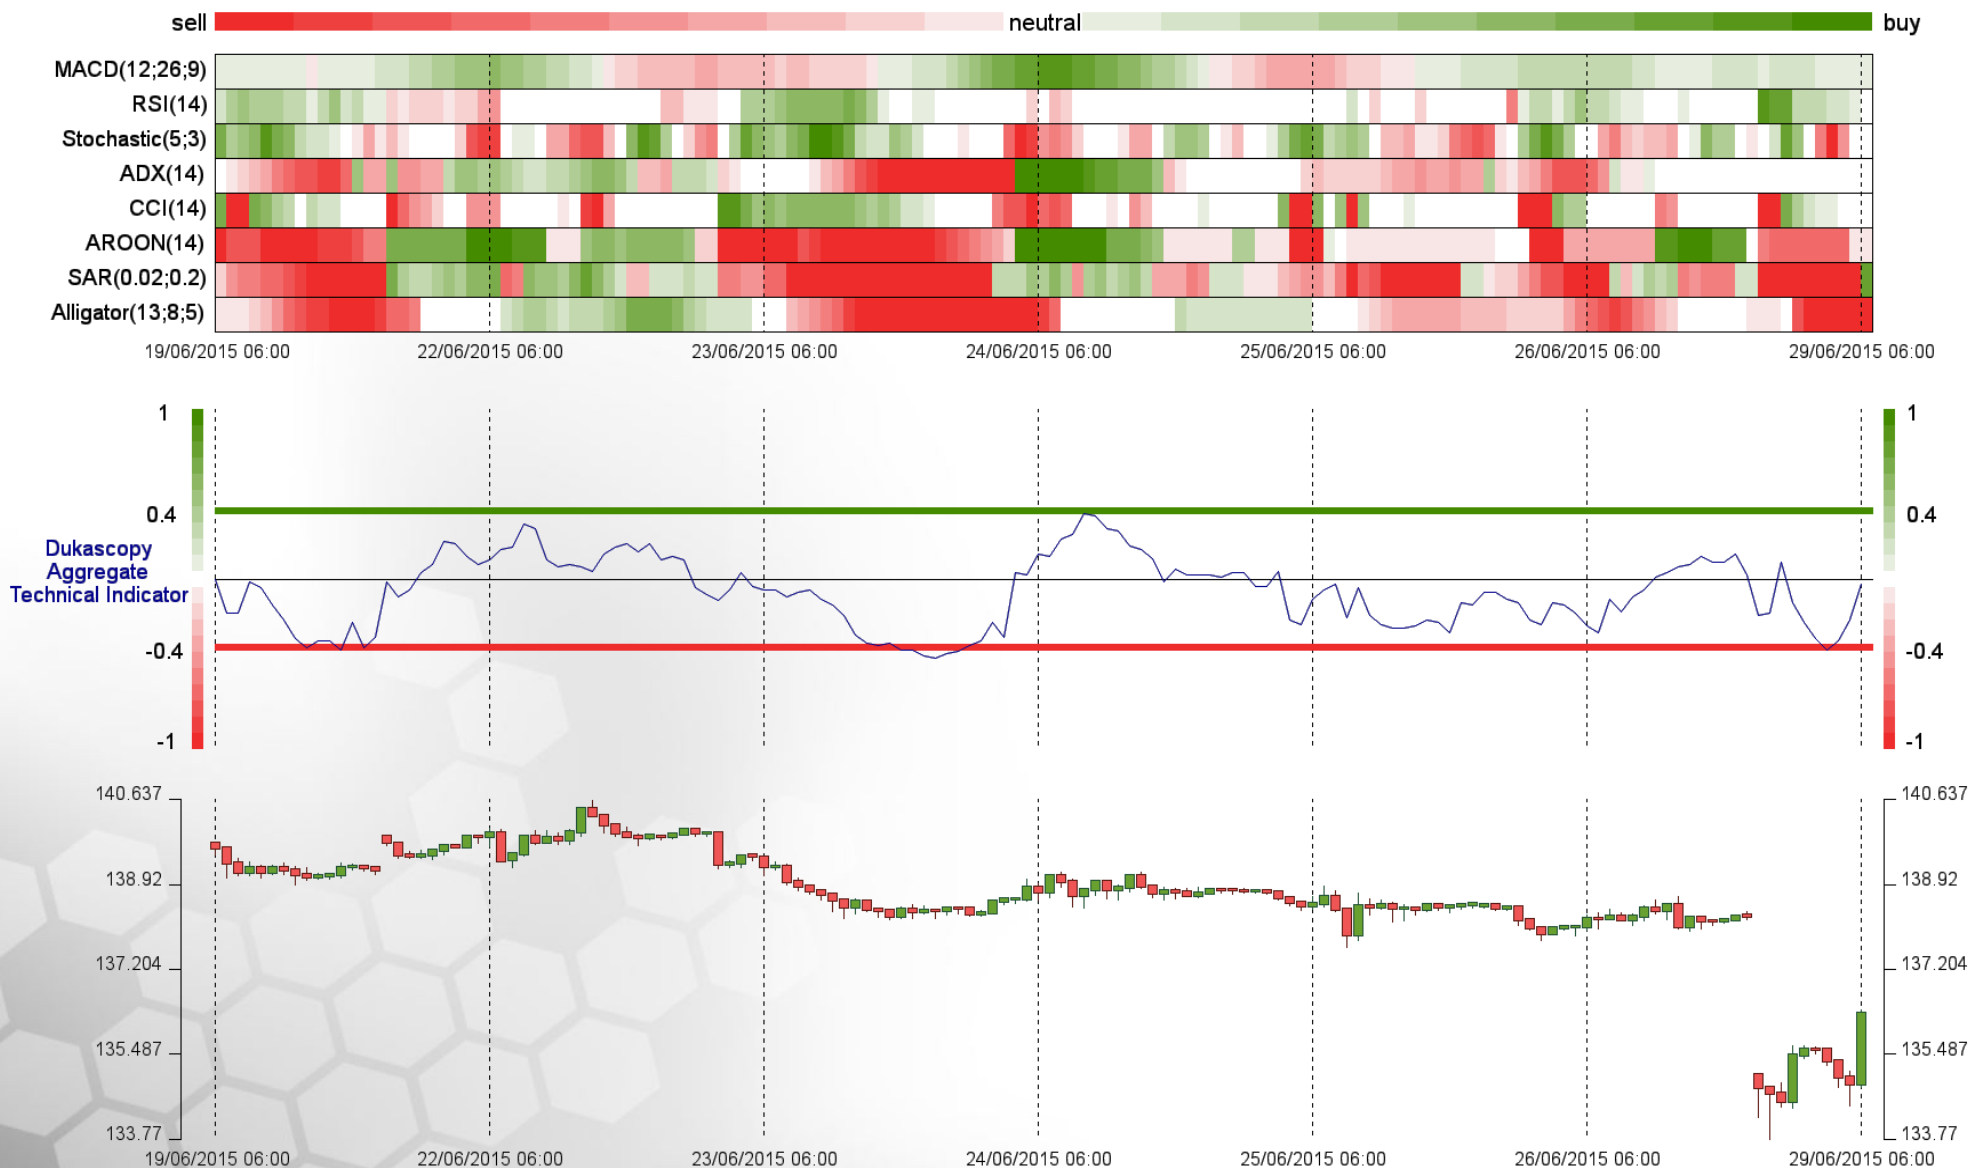 sell neutral buy
MACD(12;26;9)
RSI(14)
Stochastic(5;3)
ADX(14)
CCI(14)
AROON(14)
SAR(0.02;0.2)
Alligator(13;8;5)
19/06/2015 06:00 22/06/2015 06:00 23/06/2015 06:00 24/06/2015 06:00 25/06/2015 06:00 26/06/2015 06:00 29/06/2015 06:00
1 1
0.4 0.4
Dukascopy
Aggregate
Technical Indicator
-0.4 -0.4
-1 -1
140.637 140.637
138.92 138.92
137.204 137.204
135.487 135.487
133.77 133.77
19/06/2015 06:00 22/06/2015 06:00 23/06/2015 06:00 24/06/2015 06:00 25/06/2015 06:00 26/06/2015 06:00 29/06/2015 06:00